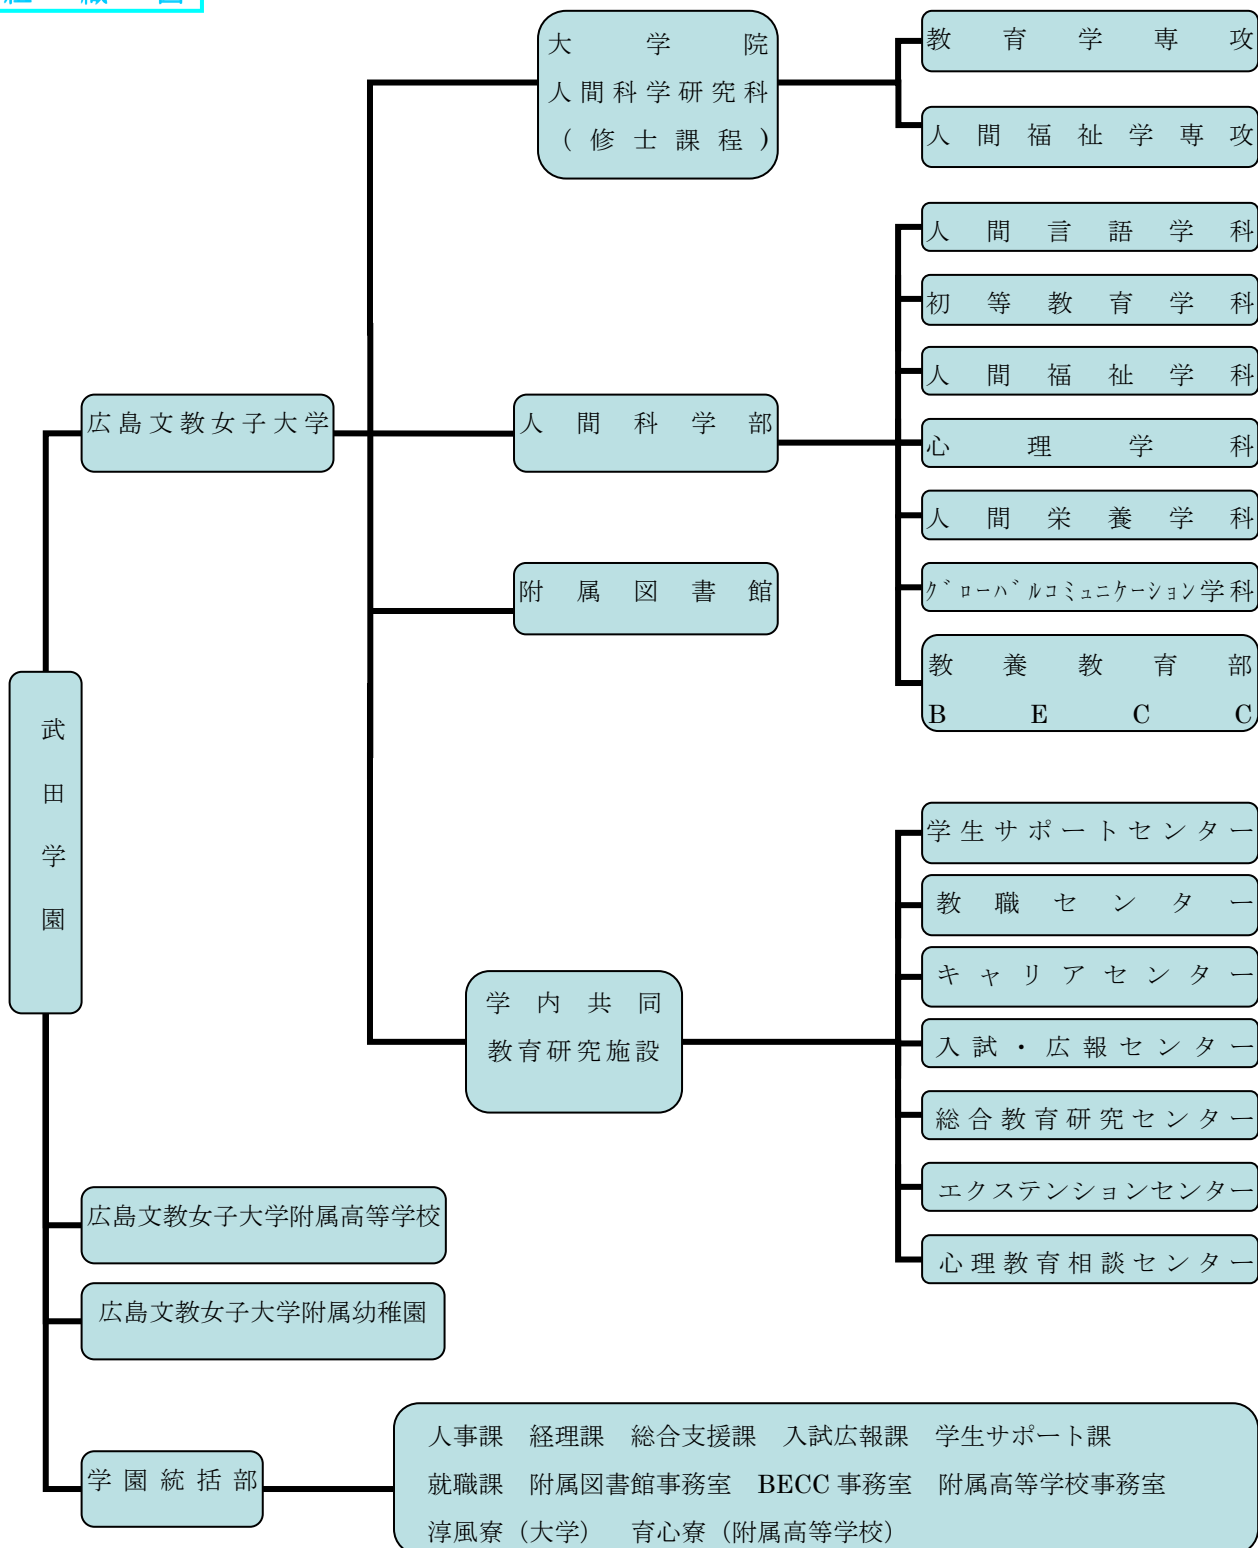 組織図
大学院
人間科学研究科
(修士課程)
教育学専攻
人間福祉学専攻
人間言語学科
初等教育学科
人間福祉学科
心理学科
人間栄養学科
グローバルコミュニケーション学科
教養教育部
BECC
広島文教女子大学
人間科学部
附属図書館
武田学園
学内共同
教育研究施設
学生サポートセンター
教職センター
キャリアセンター
入試・広報センター
総合教育研究センター
エクステンションセンター
心理教育相談センター
広島文教女子大学附属高等学校
広島文教女子大学附属幼稚園
学園統括部
人事課 経理課 総合支援課 入試広報課 学生サポート課
就職課 附属図書館事務室 BECC 事務室 附属高等学校事務室
淳風寮（大学） 育心寮（附属高等学校）